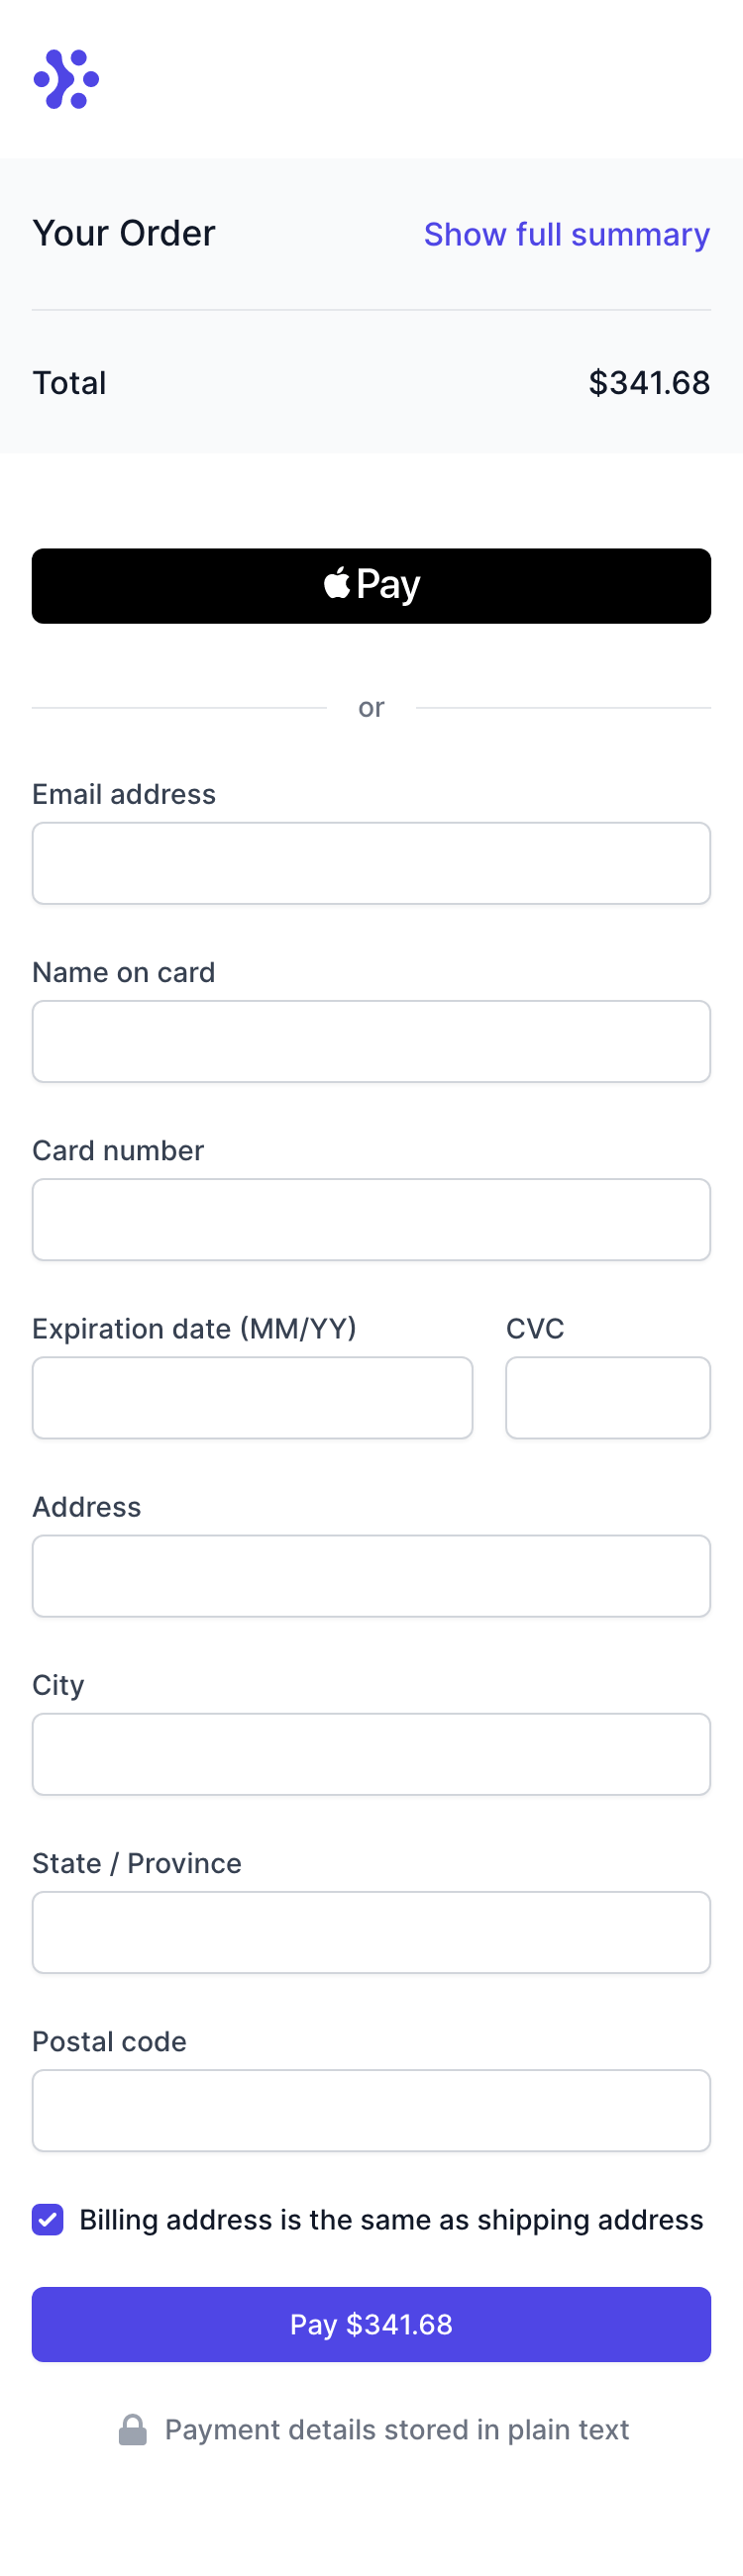 Your Order
Show full summary
Total
$341.68
Pay
or
Email address
Name on card
Card number
Expiration date (MM/YY)
CVC
Address
City
State / Province
Postal code
Billing address is the same as shipping address
Pay $341.68
Payment details stored in plain text